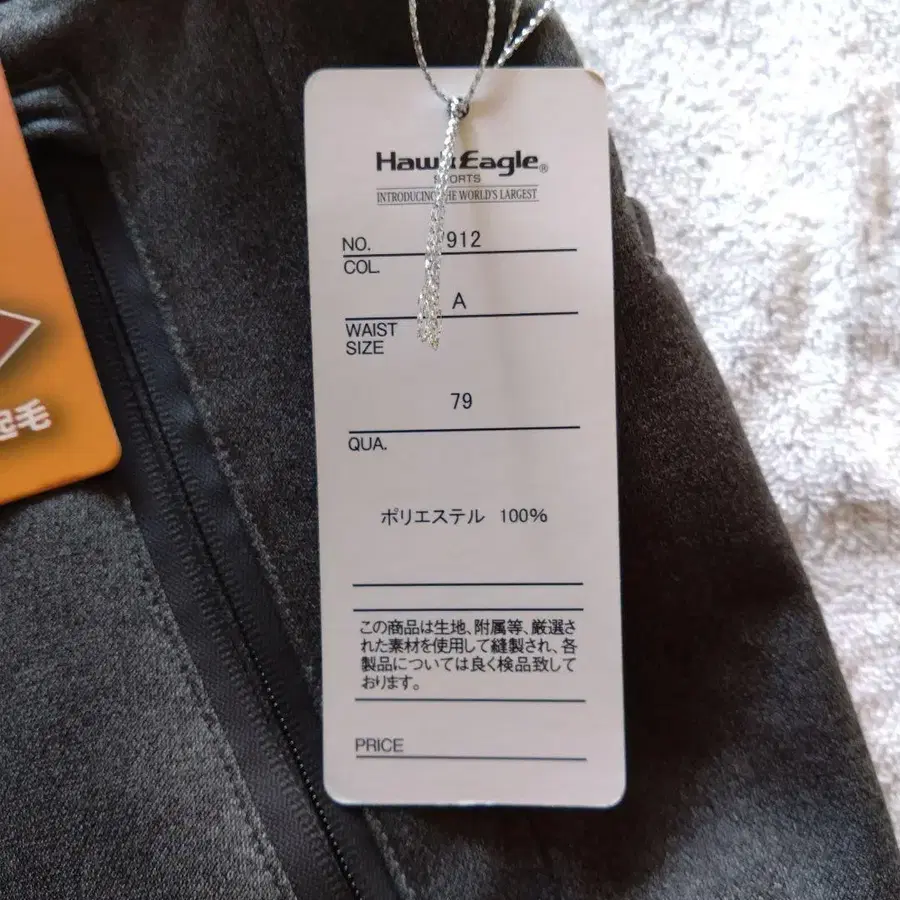 SPORTS
INTRODUCING THE WORLD'S LARGEST
NO.
912
COL.
A
WAIST
SIZE
79
QUA.
ポリエステル 100%
この商品は生地、附属等、厳選さ
れた素材を使用して縫製され、各
製品については良く検品致して
おります。
PRICE
起毛